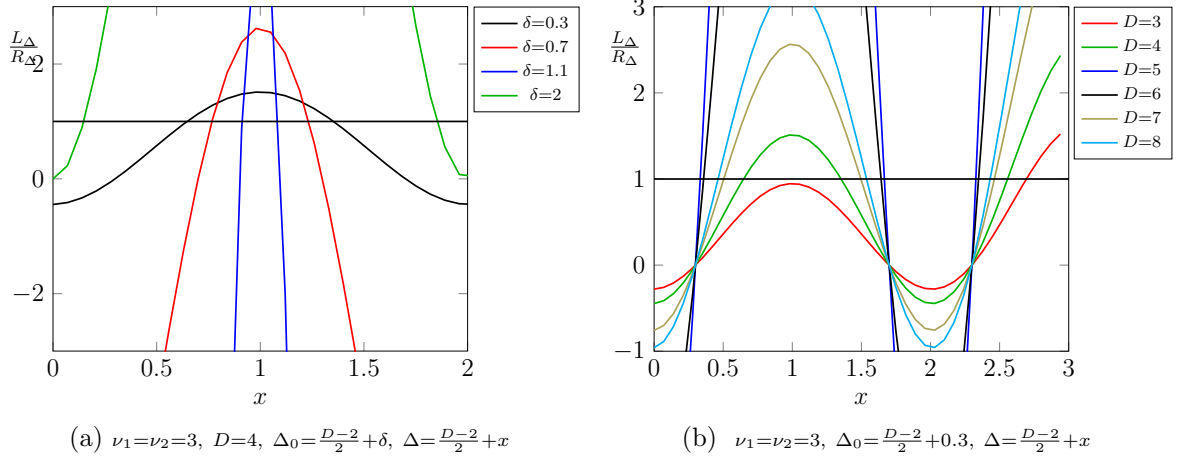 L_Δ/R_Δ
2
0
−2
0 0.5 1 1.5 2
x
δ=0.3
δ=0.7
δ=1.1
δ=2
(a) ν₁=ν₂=3, D=4, Δ₀=(D−2)/2+δ, Δ=(D−2)/2+x
L_Δ/R_Δ
3
2
1
0
−1
0 0.5 1 1.5 2 2.5 3
x
D=3
D=4
D=5
D=6
D=7
D=8
(b) ν₁=ν₂=3, Δ₀=(D−2)/2+0.3, Δ=(D−2)/2+x